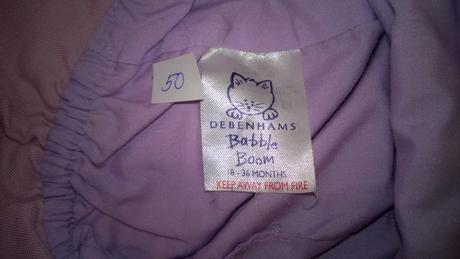 50
DEBENHAMS
Babble
Boom
18 - 36 MONTHS
KEEP AWAY FROM FIRE